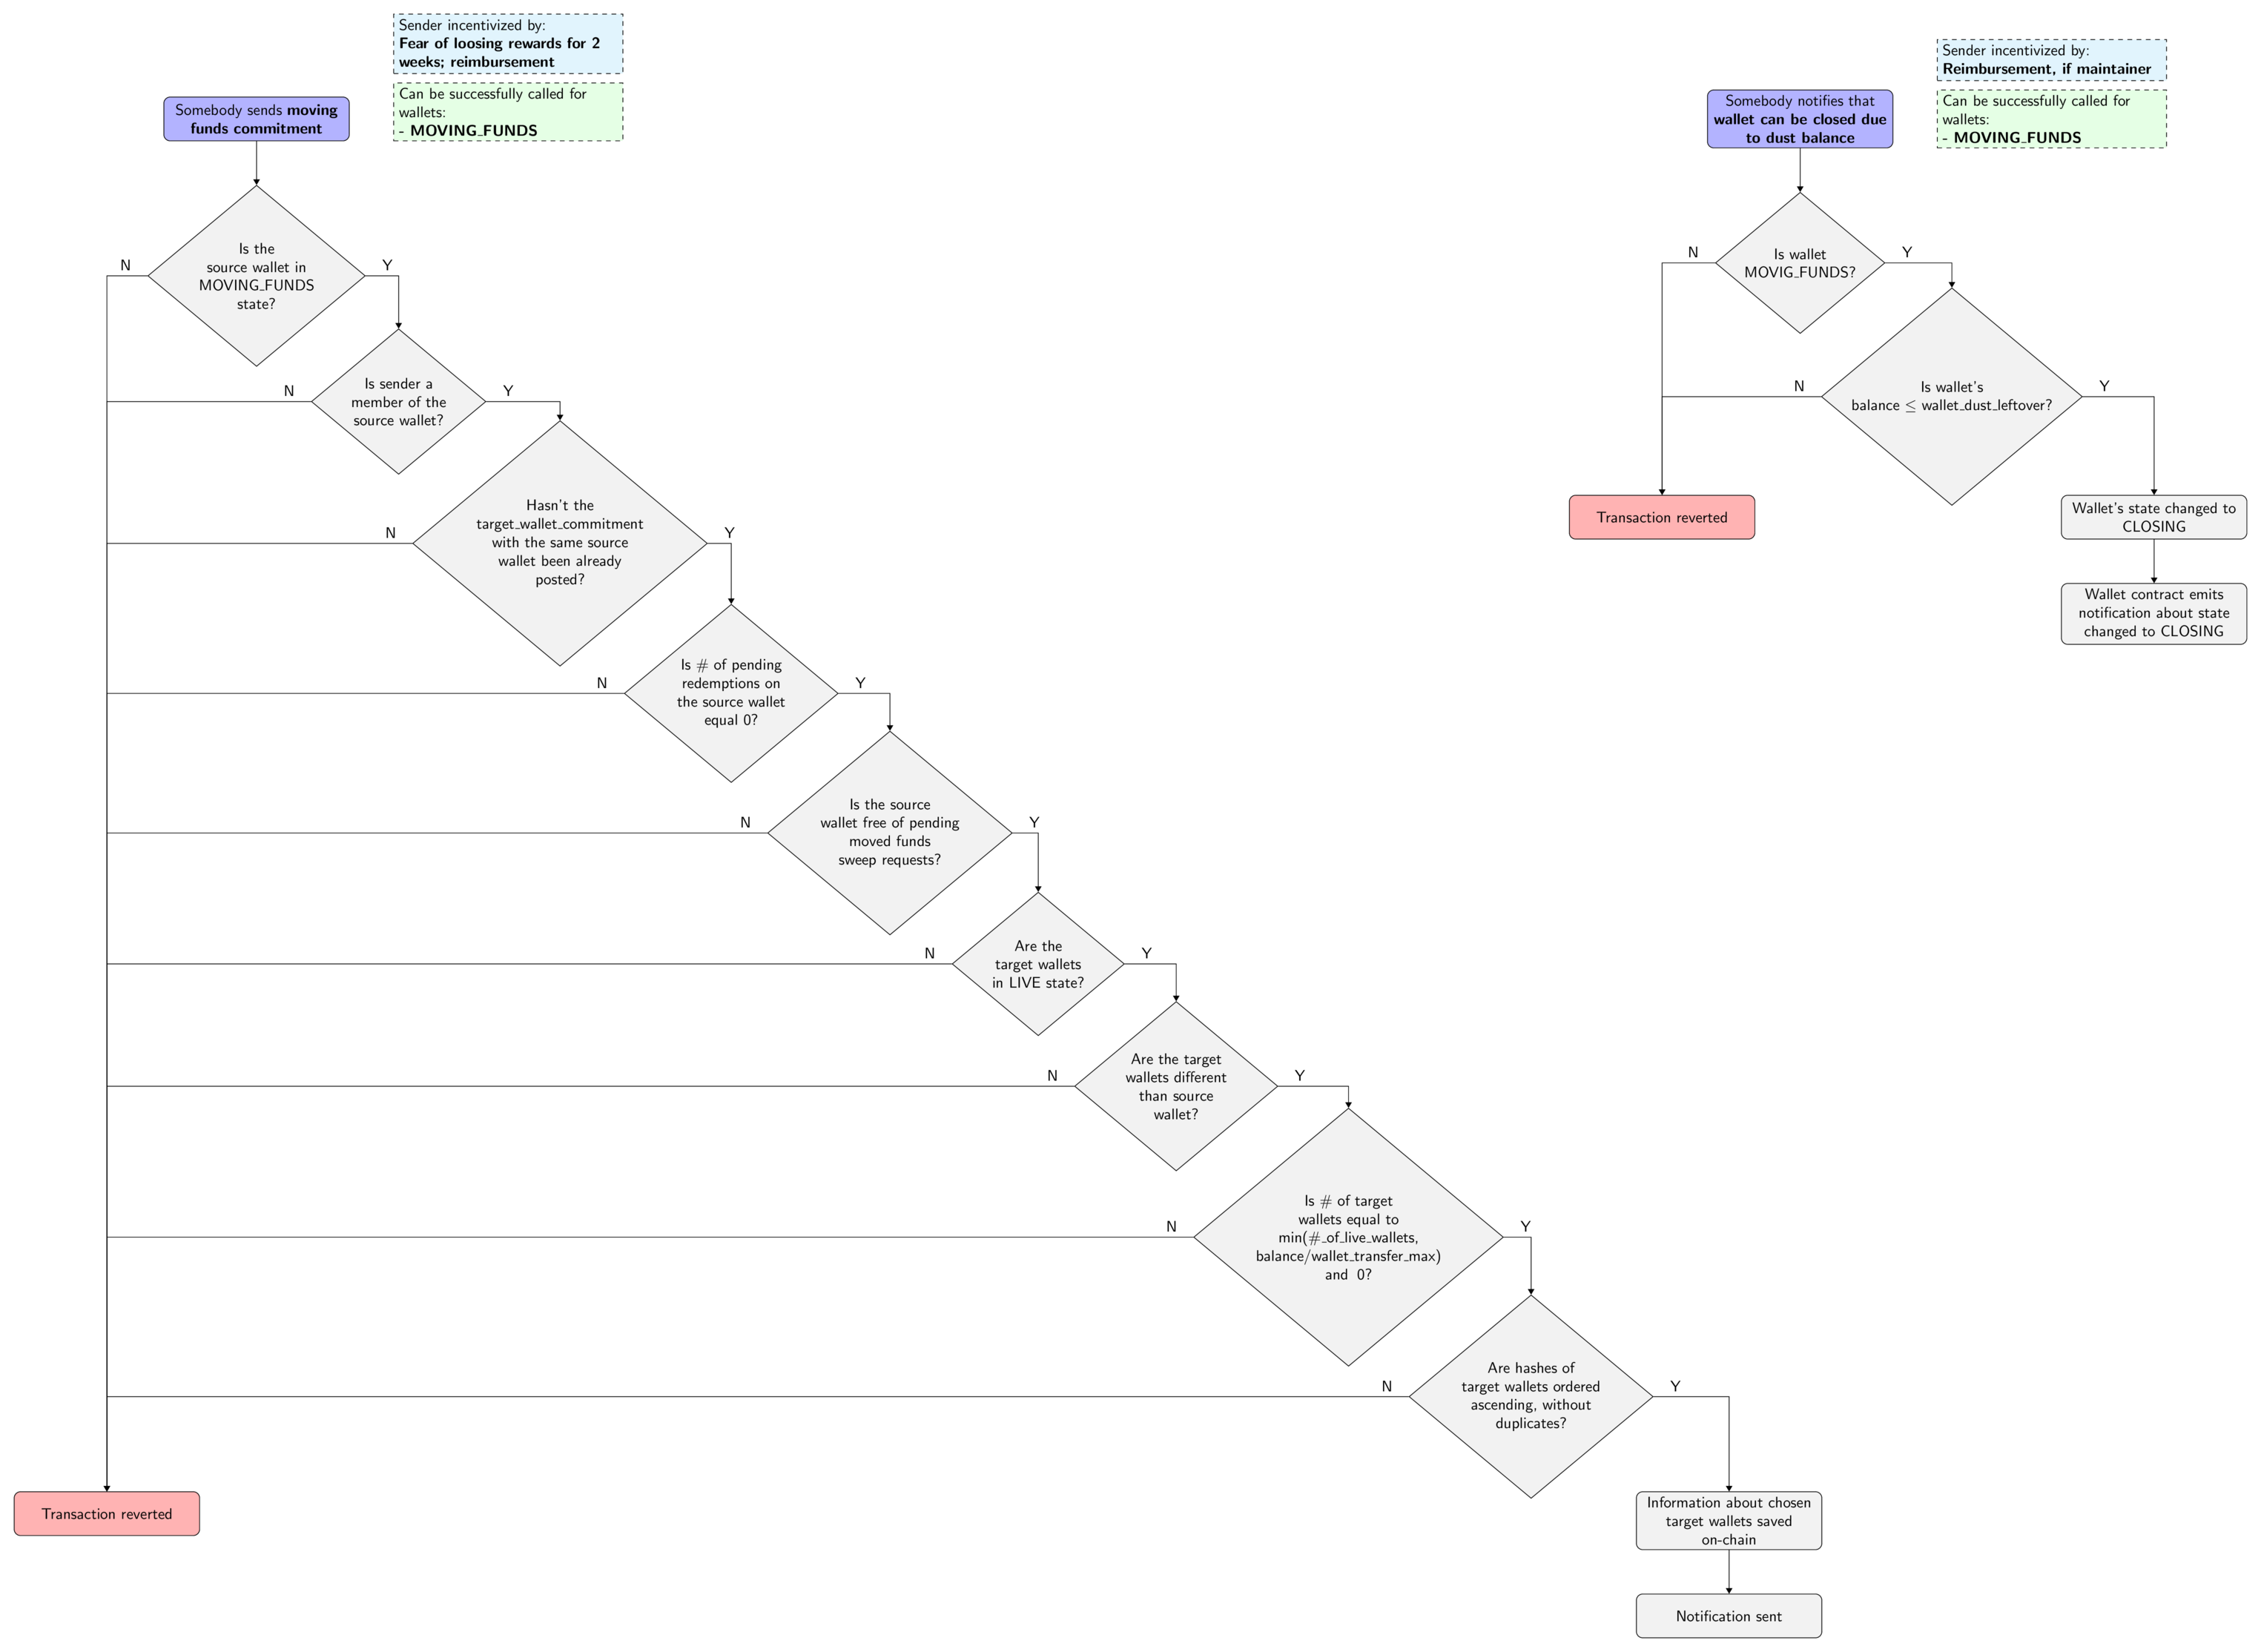 Sender incentivized by:
Fear of loosing rewards for 2
weeks; reimbursement
Can be successfully called for
wallets:
- MOVING_FUNDS
Somebody sends moving
funds commitment
Is the
source wallet in
MOVING_FUNDS
state?
N
Y
Is sender a
member of the
source wallet?
N
Y
Hasn't the
target_wallet_commitment
with the same source
wallet been already
posted?
N
Y
Is # of pending
redemptions on
the source wallet
equal 0?
N
Y
Is the source
wallet free of pending
moved funds
sweep requests?
N
Y
Are the
target wallets
in LIVE state?
N
Y
Are the target
wallets different
than source
wallet?
N
Y
Is # of target
wallets equal to
min(#_of_live_wallets,
balance/wallet_transfer_max)
and 0?
N
Y
Are hashes of
target wallets ordered
ascending, without
duplicates?
N
Y
Transaction reverted
Information about chosen
target wallets saved
on-chain
Notification sent
Sender incentivized by:
Reimbursement, if maintainer
Can be successfully called for
wallets:
- MOVING_FUNDS
Somebody notifies that
wallet can be closed due
to dust balance
Is wallet
MOVIG_FUNDS?
N
Y
Is wallet's
balance ≤ wallet_dust_leftover?
N
Y
Transaction reverted
Wallet's state changed to
CLOSING
Wallet contract emits
notification about state
changed to CLOSING